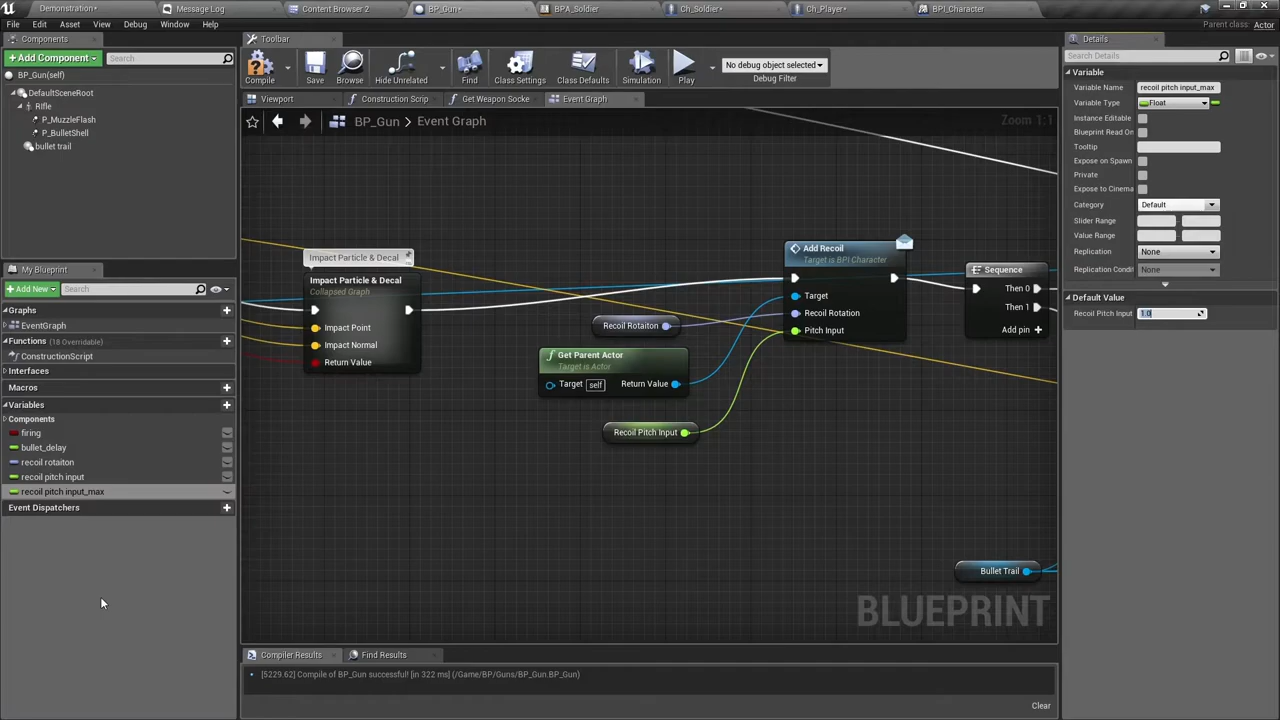 Demonstration•
Message Log
Content Browser 2
BP_Gun•
BPA_Soldier
Ch_Soldier•
Ch_Player•
BPI_Character
File Edit Asset View Debug Window Help
Parent class: Actor
Components
+Add Component
Search
BP_Gun(self)
DefaultSceneRoot
Rifle
P_MuzzleFlash
P_BulletShell
bullet trail
My Blueprint
+Add New
Search
Graphs
EventGraph
Functions (18 Overridable)
ConstructionScript
Interfaces
Macros
Variables
Components
firing
bullet_delay
recoil rotaiton
recoil pitch input
recoil pitch input_max
Event Dispatchers
Toolbar
Compile
Save
Browse
Hide Unrelated
Find
Class Settings
Class Defaults
Simulation
Play
No debug object selected
Debug Filter
Viewport
Construction Scrip
Get Weapon Socke
Event Graph
BP_Gun > Event Graph
Zoom 1:1
Impact Particle & Decal
Impact Particle & Decal
Collapsed Graph
Impact Point
Impact Normal
Return Value
Recoil Rotaiton
Get Parent Actor
Target is Actor
Target self Return Value
Recoil Pitch Input
Add Recoil
Target is BPI Character
Target
Recoil Rotation
Pitch Input
Sequence
Then 0
Then 1
Add pin +
Bullet Trail
BLUEPRINT
Compiler Results
Find Results
[5229.62] Compile of BP_Gun successful! [in 322 ms] (/Game/BP/Guns/BP_Gun.BP_Gun)
Clear
Details
Search Details
Variable
Variable Name recoil pitch input_max
Variable Type Float
Instance Editable
Blueprint Read On
Tooltip
Expose on Spawn
Private
Expose to Cinema
Category Default
Slider Range
Value Range
Replication None
Replication Condit None
Default Value
Recoil Pitch Input 1.0